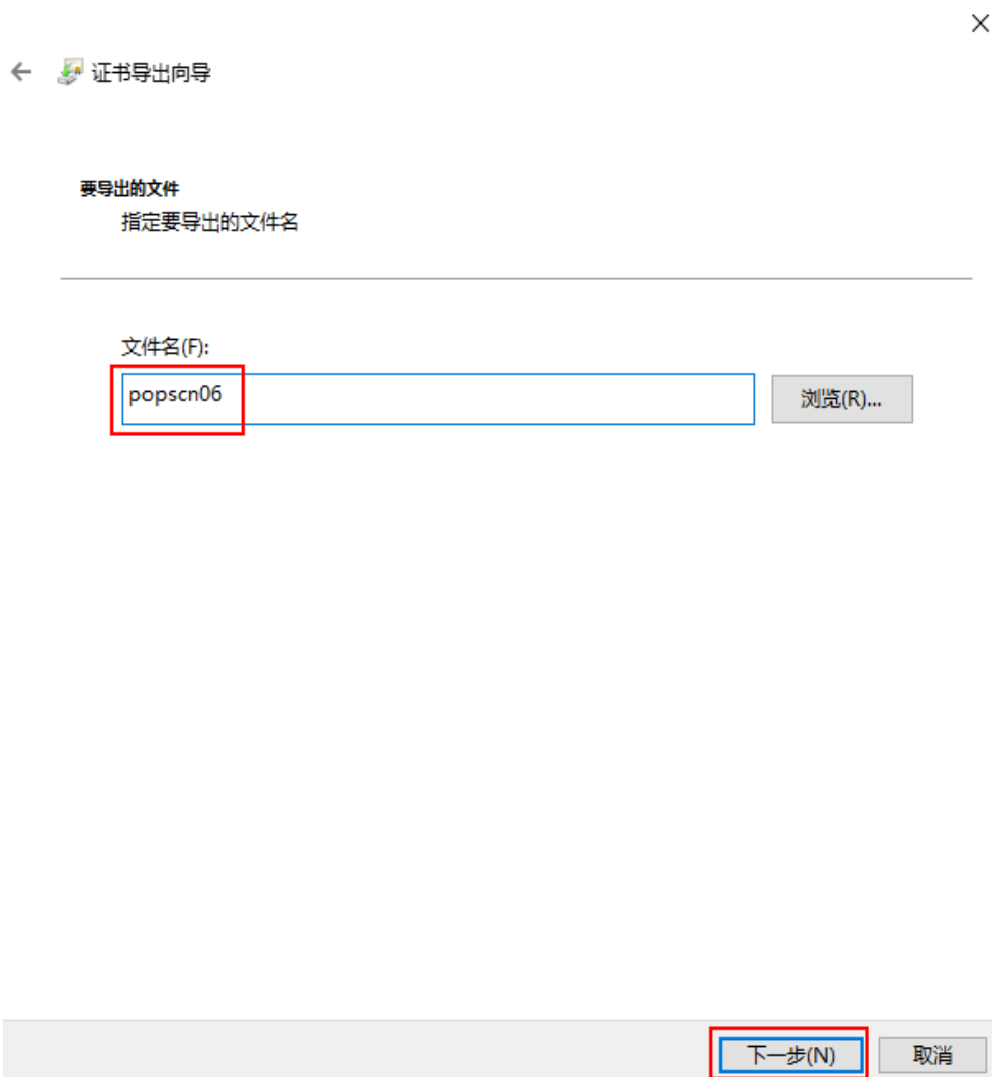 证书导出向导
要导出的文件
指定要导出的文件名
文件名(F):
popscn06
浏览(R)...
下一步(N)
取消